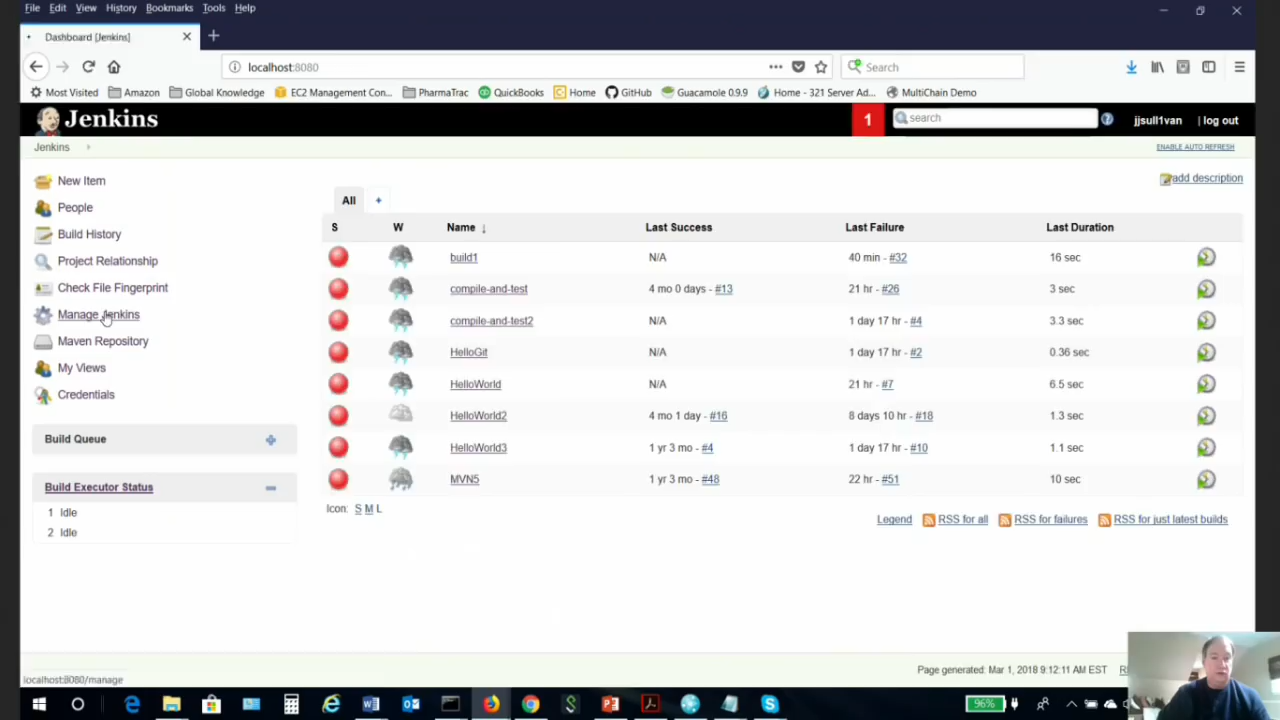 File Edit View History Bookmarks Tools Help
Dashboard [Jenkins]
localhost:8080
Search
Most Visited Amazon Global Knowledge EC2 Management Con... PharmaTrac QuickBooks Home GitHub Guacamole 0.9.9 Home - 321 Server Ad... MultiChain Demo
Jenkins 1 search jjsull1van | log out
Jenkins ENABLE AUTO REFRESH
add description
New Item
People
Build History
Project Relationship
Check File Fingerprint
Manage Jenkins
Maven Repository
My Views
Credentials
Build Queue
Build Executor Status
1 Idle
2 Idle
All +
S W Name ↓ Last Success Last Failure Last Duration
build1 N/A 40 min - #32 16 sec
compile-and-test 4 mo 0 days - #13 21 hr - #26 3 sec
compile-and-test2 N/A 1 day 17 hr - #4 3.3 sec
HelloGit N/A 1 day 17 hr - #2 0.36 sec
HelloWorld N/A 21 hr - #7 6.5 sec
HelloWorld2 4 mo 1 day - #16 8 days 10 hr - #18 1.3 sec
HelloWorld3 1 yr 3 mo - #4 1 day 17 hr - #10 1.1 sec
MVN5 1 yr 3 mo - #48 22 hr - #51 10 sec
Icon: S M L
Legend RSS for all RSS for failures RSS for just latest builds
Page generated: Mar 1, 2018 9:12:11 AM EST
localhost:8080/manage
96%